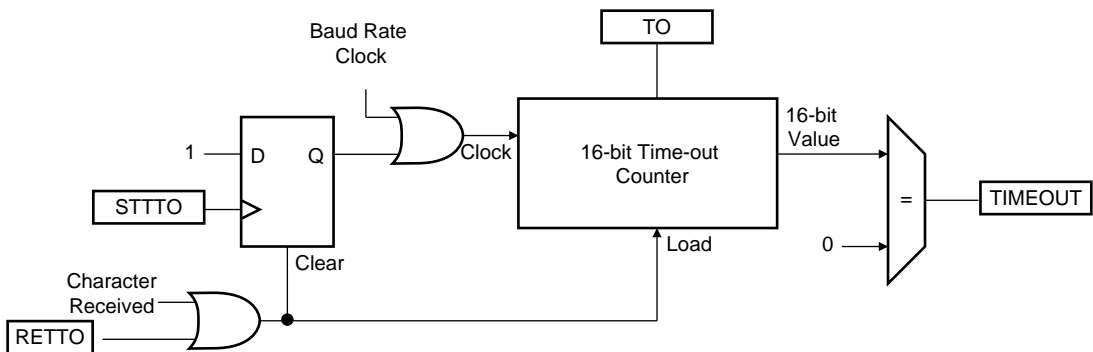 TO
Baud Rate
Clock
16-bit
Value
1
D
Q
Clock
16-bit Time-out
Counter
STTTO
=
TIMEOUT
0
Load
Clear
Character
Received
RETTO